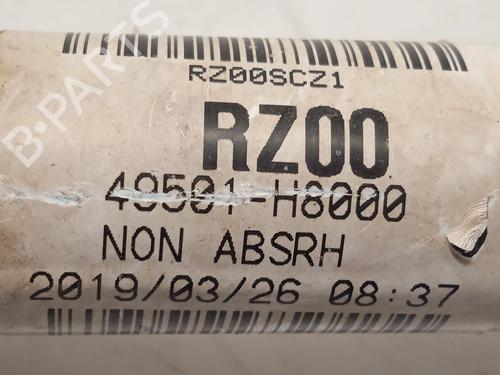 B-PARTS
RZ00SCZ1
RZ00
49501-H8000
NON ABSRH
2019/03/26 08:37